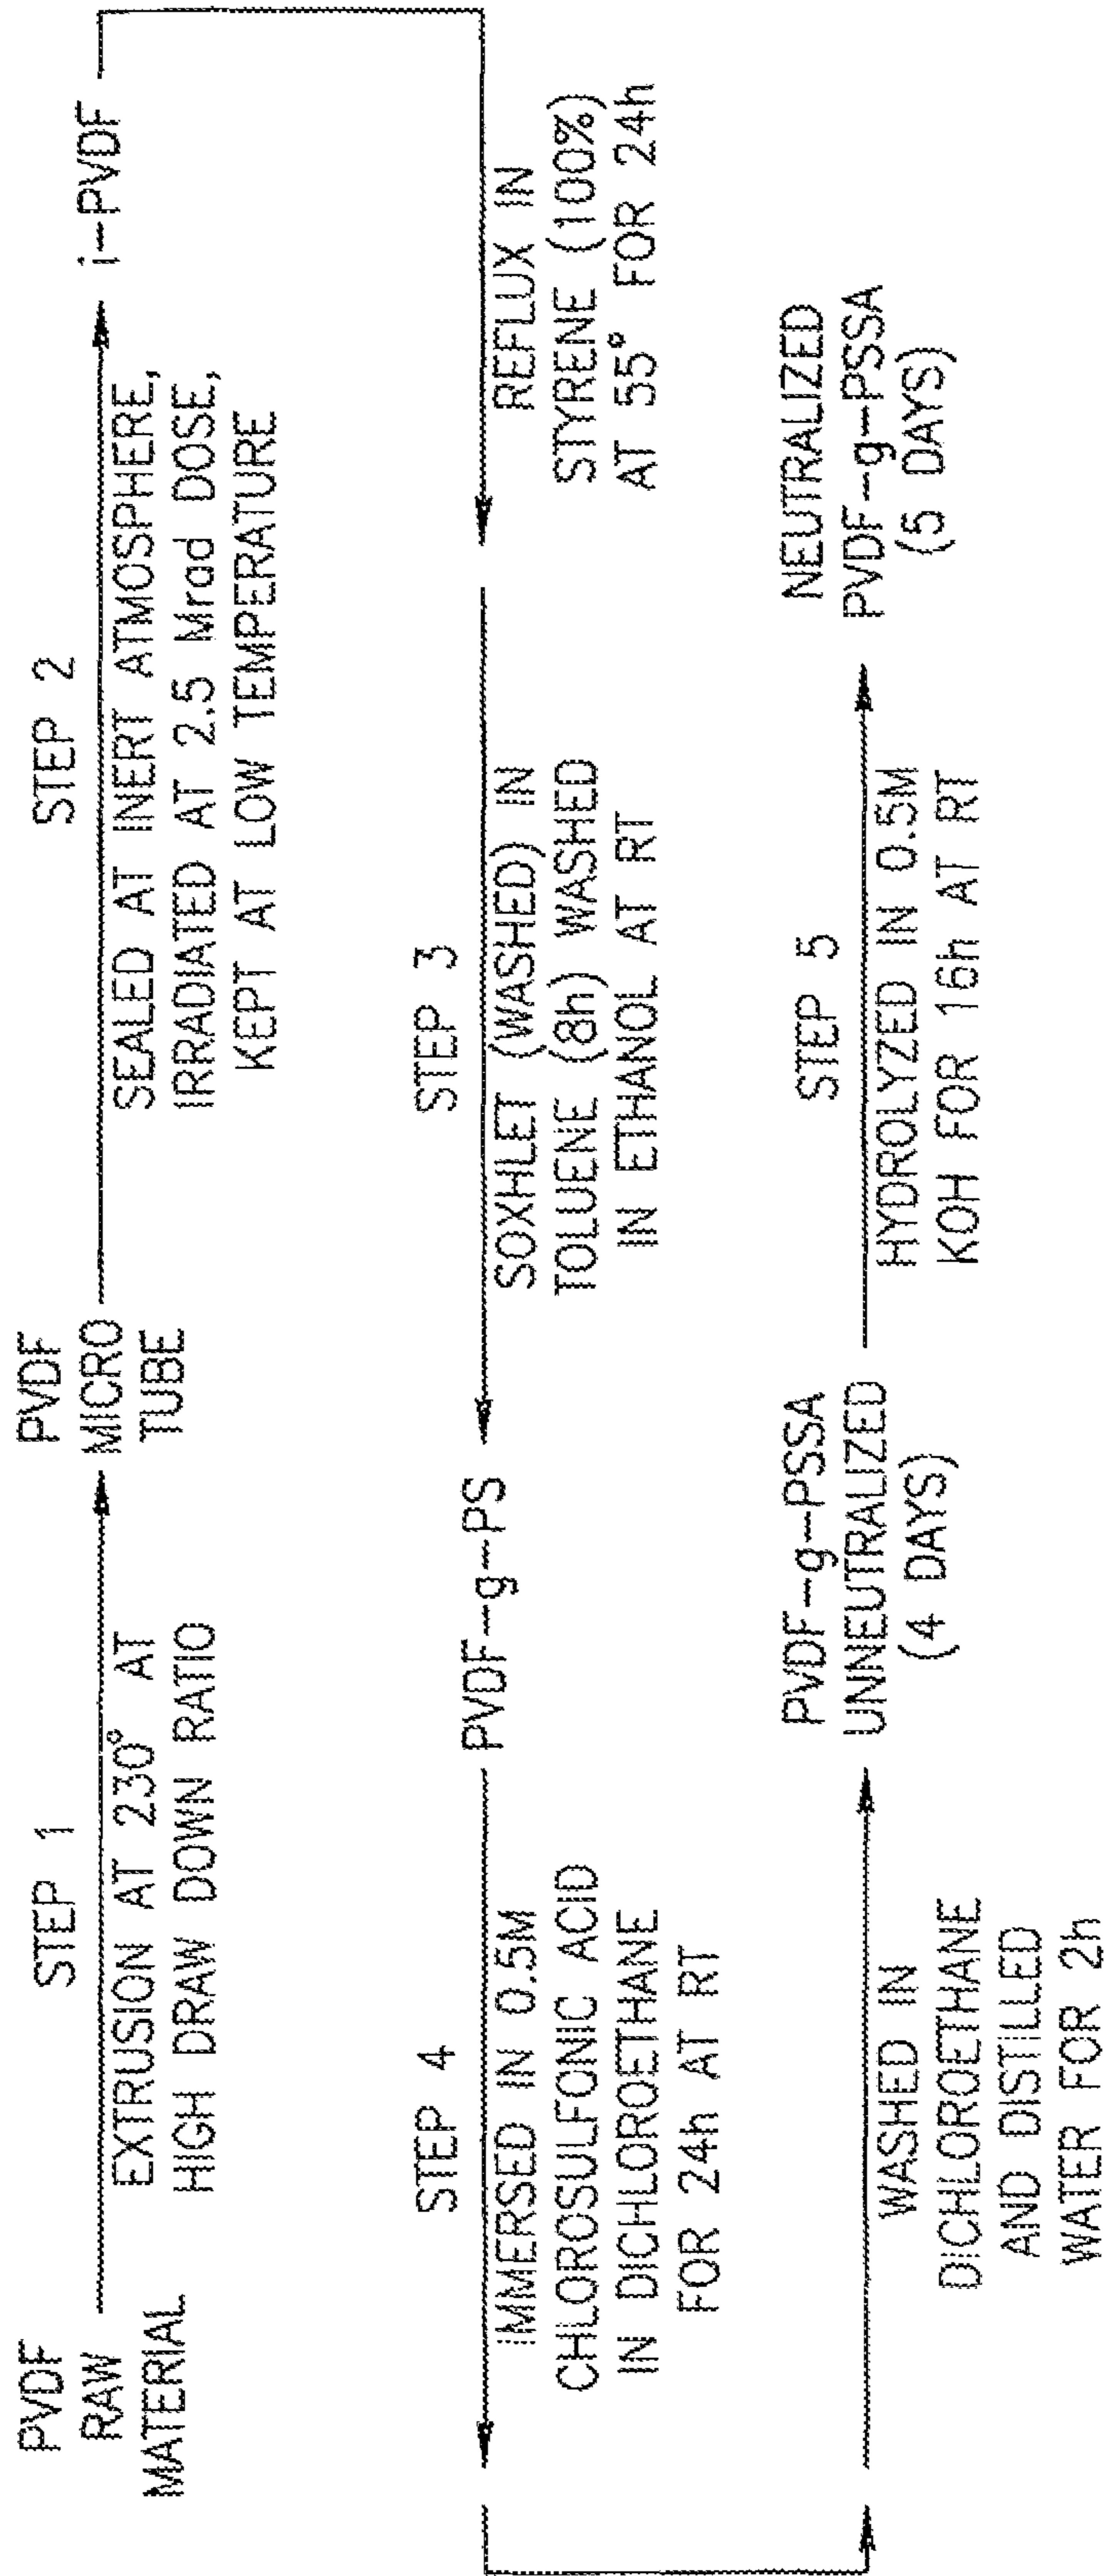 PVDF
RAW
MATERIAL
STEP 1
EXTRUSION AT 230° AT
HIGH DRAW DOWN RATIO
PVDF
MICRO
TUBE
STEP 2
SEALED AT INERT ATMOSPHERE,
IRRADIATED AT 2.5 Mrad DOSE,
KEPT AT LOW TEMPERATURE
i-PVDF
REFLUX IN
STYRENE (100%)
AT 55° FOR 24h
STEP 3
SOXHLET (WASHED) IN
TOLUENE (8h) WASHED
IN ETHANOL AT RT
PVDF-g-PS
STEP 4
IMMERSED IN 0.5M
CHLOROSULFONIC ACID
IN DICHLOROETHANE
FOR 24h AT RT
WASHED IN
DICHLOROETHANE
AND DISTILLED
WATER FOR 2h
PVDF-g-PSSA
UNNEUTRALIZED
(4 DAYS)
STEP 5
HYDROLYZED IN 0.5M
KOH FOR 16h AT RT
NEUTRALIZED
PVDF-g-PSSA
(5 DAYS)